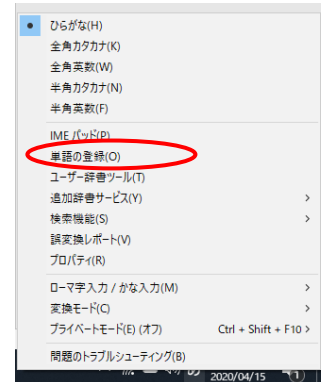 ひらがな(H)
全角カタカナ(K)
全角英数(W)
半角カタカナ(N)
半角英数(F)
IME パッド(P)
単語の登録(O)
ユーザー辞書ツール(T)
追加辞書サービス(Y)
検索機能(S)
誤変換レポート(V)
プロパティ(R)
ローマ字入力 / かな入力(M)
変換モード(C)
プライベートモード(E) (オフ) Ctrl + Shift + F10
問題のトラブルシューティング(B)
2020/04/15